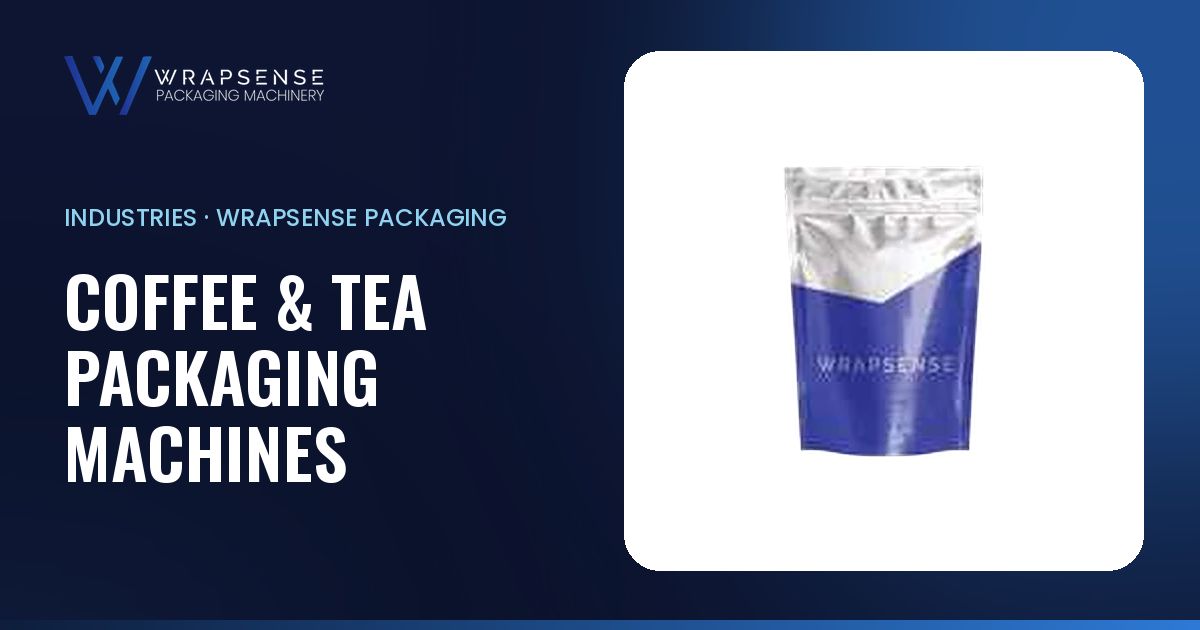 WRAPSENSE
PACKAGING MACHINERY
INDUSTRIES · WRAPSENSE PACKAGING
COFFEE & TEA
PACKAGING
MACHINES
WRAPSENSE